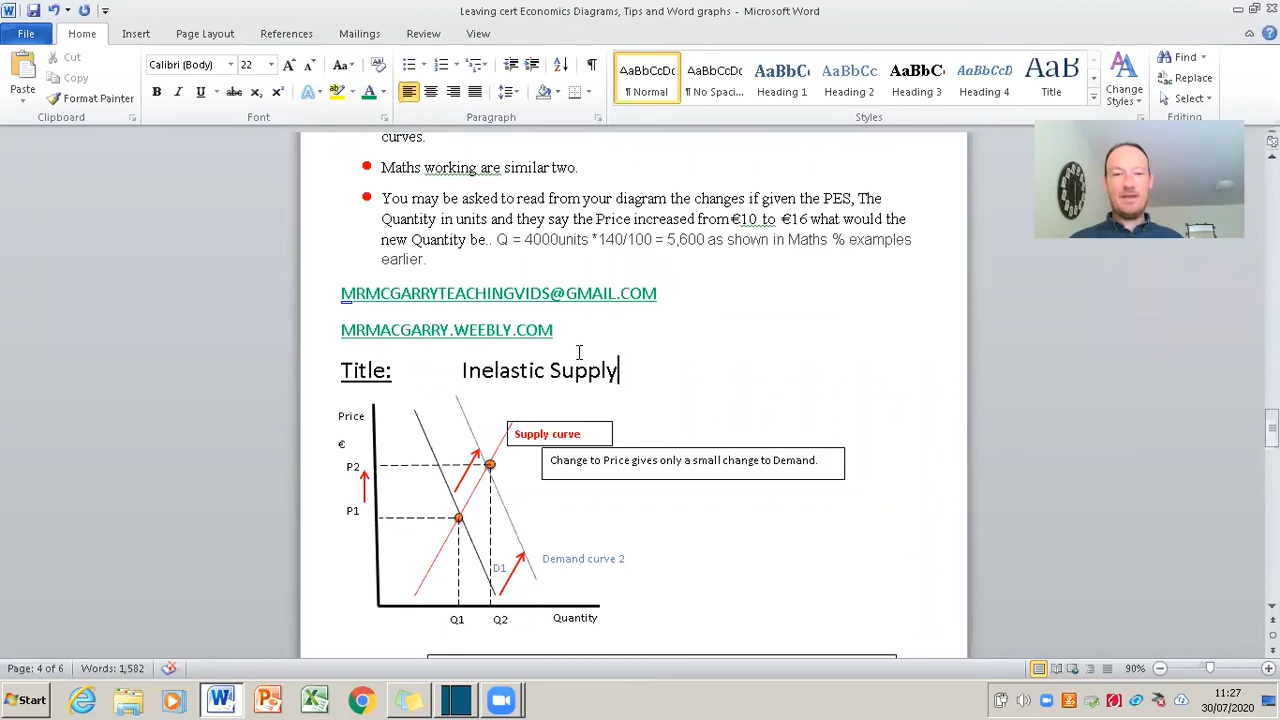 Leaving cert Economics Diagrams, Tips and Word graphs - Microsoft Word
File Home Insert Page Layout References Mailings Review View
Cut
Copy
Format Painter
Paste
Clipboard
Calibri (Body) 22
Font
Paragraph
AaBbCcDc AaBbCcDc AaBbC AaBbCc AaBbC AaBbCcD AaB
¶ Normal ¶ No Spaci... Heading 1 Heading 2 Heading 3 Heading 4 Title
Change Styles
Styles
Find
Replace
Select
Editing
curves.
Maths working are similar two.
You may be asked to read from your diagram the changes if given the PES, The
Quantity in units and they say the Price increased from €10 to €16 what would the
new Quantity be.. Q = 4000units *140/100 = 5,600 as shown in Maths % examples
earlier.
MRMCGARRYTEACHINGVIDS@GMAIL.COM
MRMACGARRY.WEEBLY.COM
Title: Inelastic Supply
Price
€
Supply curve
Change to Price gives only a small change to Demand.
P2
P1
Demand curve 2
D1
Q1 Q2 Quantity
Page: 4 of 6 Words: 1,582 90%
Start
11:27
30/07/2020